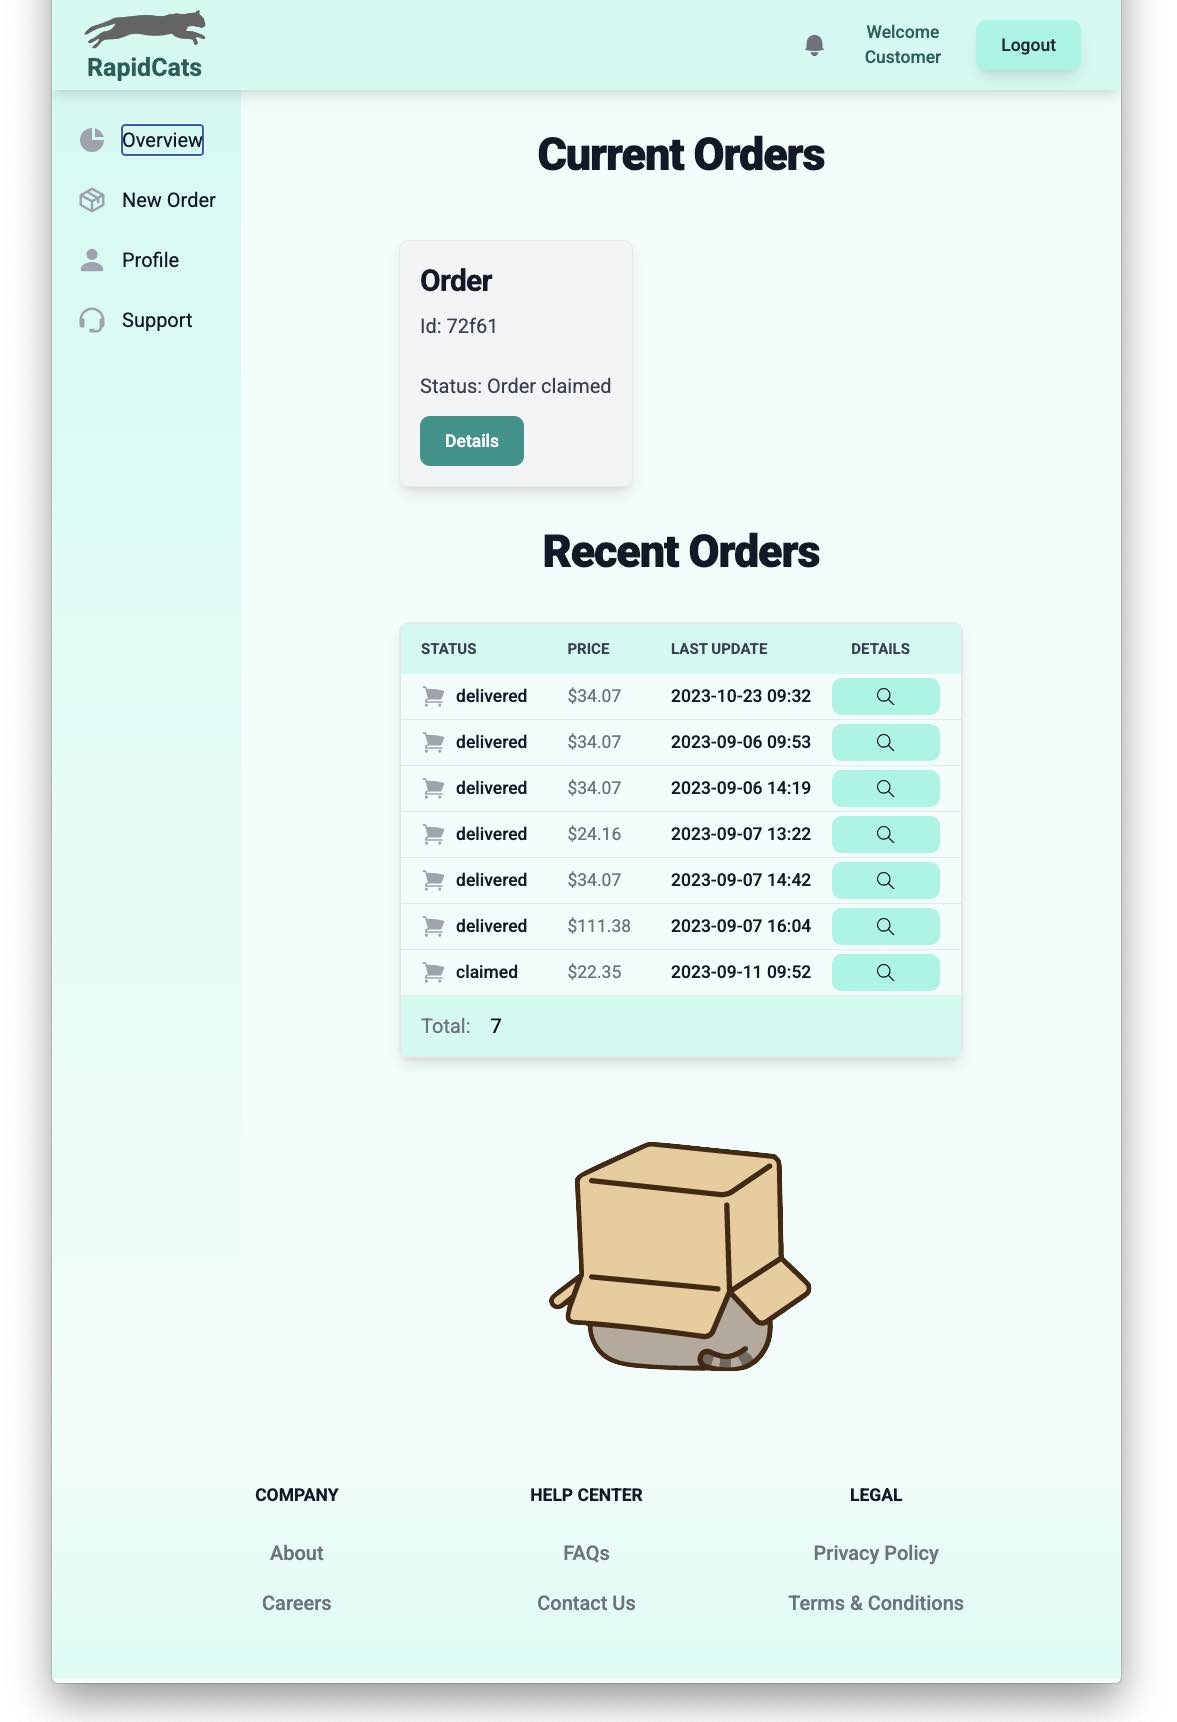 RapidCats
Welcome
Customer
Logout
Overview
New Order
Profile
Support
Current Orders
Order
Id: 72f61
Status: Order claimed
Details
Recent Orders
STATUS PRICE LAST UPDATE DETAILS
delivered $34.07 2023-10-23 09:32
delivered $34.07 2023-09-06 09:53
delivered $34.07 2023-09-06 14:19
delivered $24.16 2023-09-07 13:22
delivered $34.07 2023-09-07 14:42
delivered $111.38 2023-09-07 16:04
claimed $22.35 2023-09-11 09:52
Total: 7
COMPANY HELP CENTER LEGAL
About FAQs Privacy Policy
Careers Contact Us Terms & Conditions